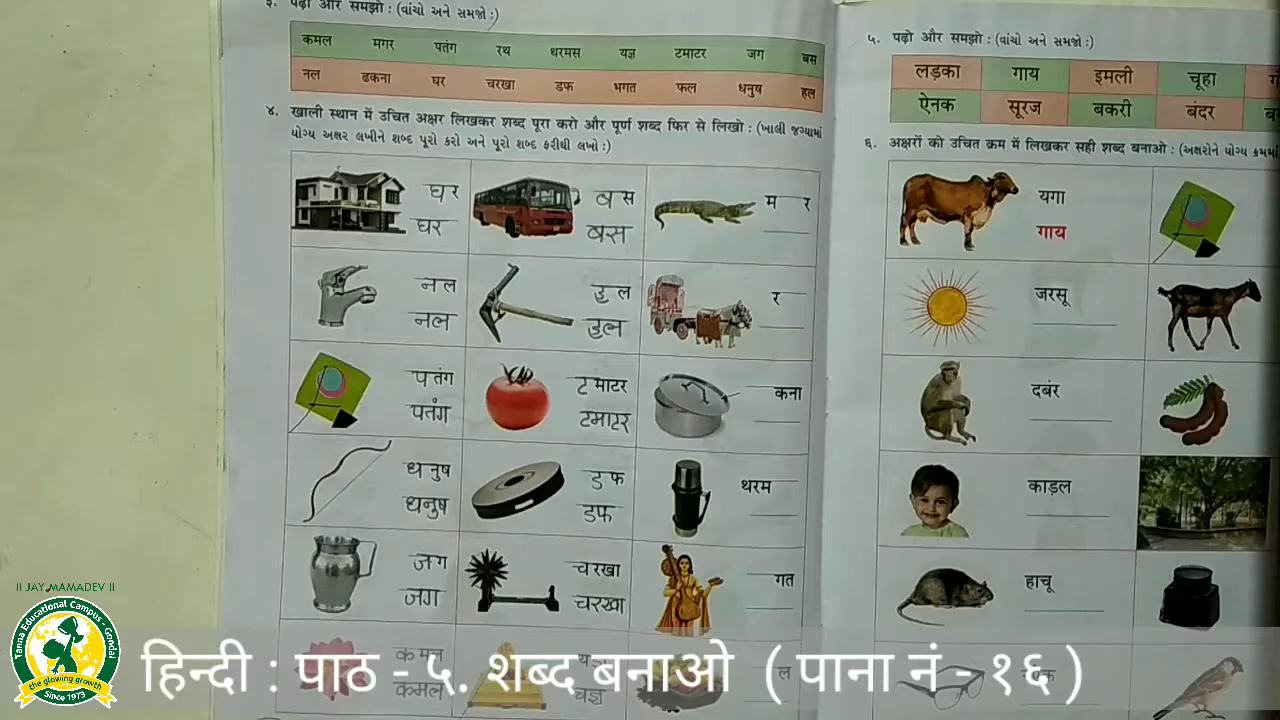 ३. पढ़ो और समझो : (વાંચો અને સમજો :)
कमल मगर पतंग रथ थरमस यज्ञ टमाटर जग बस
नल ढकना घर चरखा डफ भगत फल धनुष हल
४. खाली स्थान में उचित अक्षर लिखकर शब्द पूरा करो और पूर्ण शब्द फिर से लिखो : (ખાલી જગ્યામાં
યોગ્ય અક્ષર લખીને શબ્દ પૂરો કરો અને પૂરો શબ્દ ફરીથી લખો :)
घर बस म र
घर बस
नल हल र
नल हल
पतंग टमाटर कना
पतंग टमाटर
धनुष डफ थरम
धनुष डफ
जग चरखा गत
जग चरखा
कमल य ल
कमल यज्ञ
५. पढ़ो और समझो : (વાંચો અને સમજો :)
लड़का गाय इमली चूहा
ऐनक सूरज बकरी बंदर
६. अक्षरों को उचित क्रम में लिखकर सही शब्द बनाओ : (અક્ષરોને યોગ્ય ક્રમમાં
यगा
गाय
जरसू
दबंर
काड़ल
हाचू
॥ JAY MAMADEV ॥
Tanna Educational Campus - Gondal
the growing growth
Since 1973
हिन्दी : पाठ - ५. शब्द बनाओ ( पाना नं - १६ )